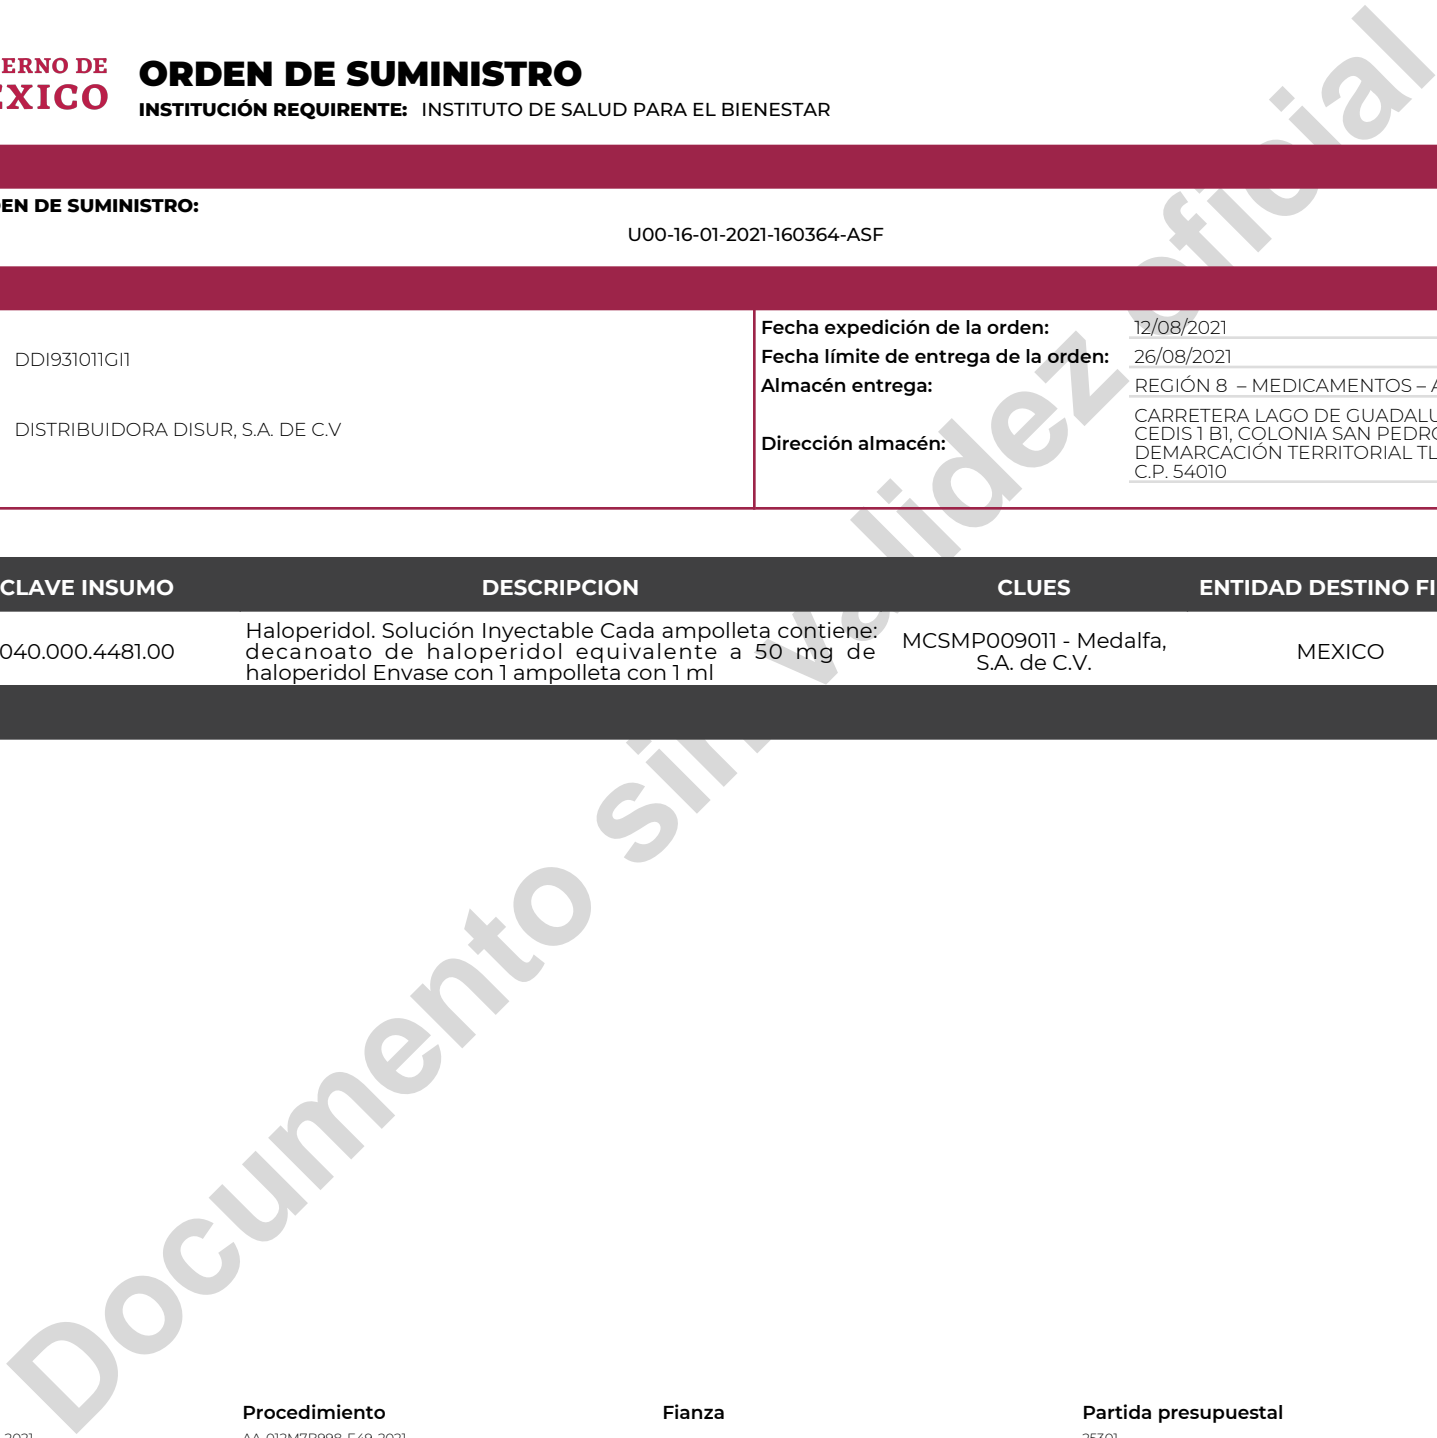 ERNO DE
ORDEN DE SUMINISTRO
INSTITUCIÓN REQUIRENTE: INSTITUTO DE SALUD PARA EL BIENESTAR
EN DE SUMINISTRO:
U00-16-01-2021-160364-ASF
DDI931011GI1
DISTRIBUIDORA DISUR, S.A. DE C.V
Fecha expedición de la orden: 12/08/2021
Fecha límite de entrega de la orden: 26/08/2021
Almacén entrega: REGIÓN 8 – MEDICAMENTOS – A
Dirección almacén:
CARRETERA LAGO DE GUADALU
CEDIS 1 B1, COLONIA SAN PEDRO
DEMARCACIÓN TERRITORIAL TL
C.P. 54010
CLAVE INSUMO DESCRIPCION CLUES ENTIDAD DESTINO FI
040.000.4481.00
Haloperidol. Solución Inyectable Cada ampolleta contiene:
decanoato de haloperidol equivalente a 50 mg de
haloperidol Envase con 1 ampolleta con 1 ml
MCSMP009011 - Medalfa,
S.A. de C.V.
MEXICO
Documento sin validez oficial
Procedimiento Fianza Partida presupuestal